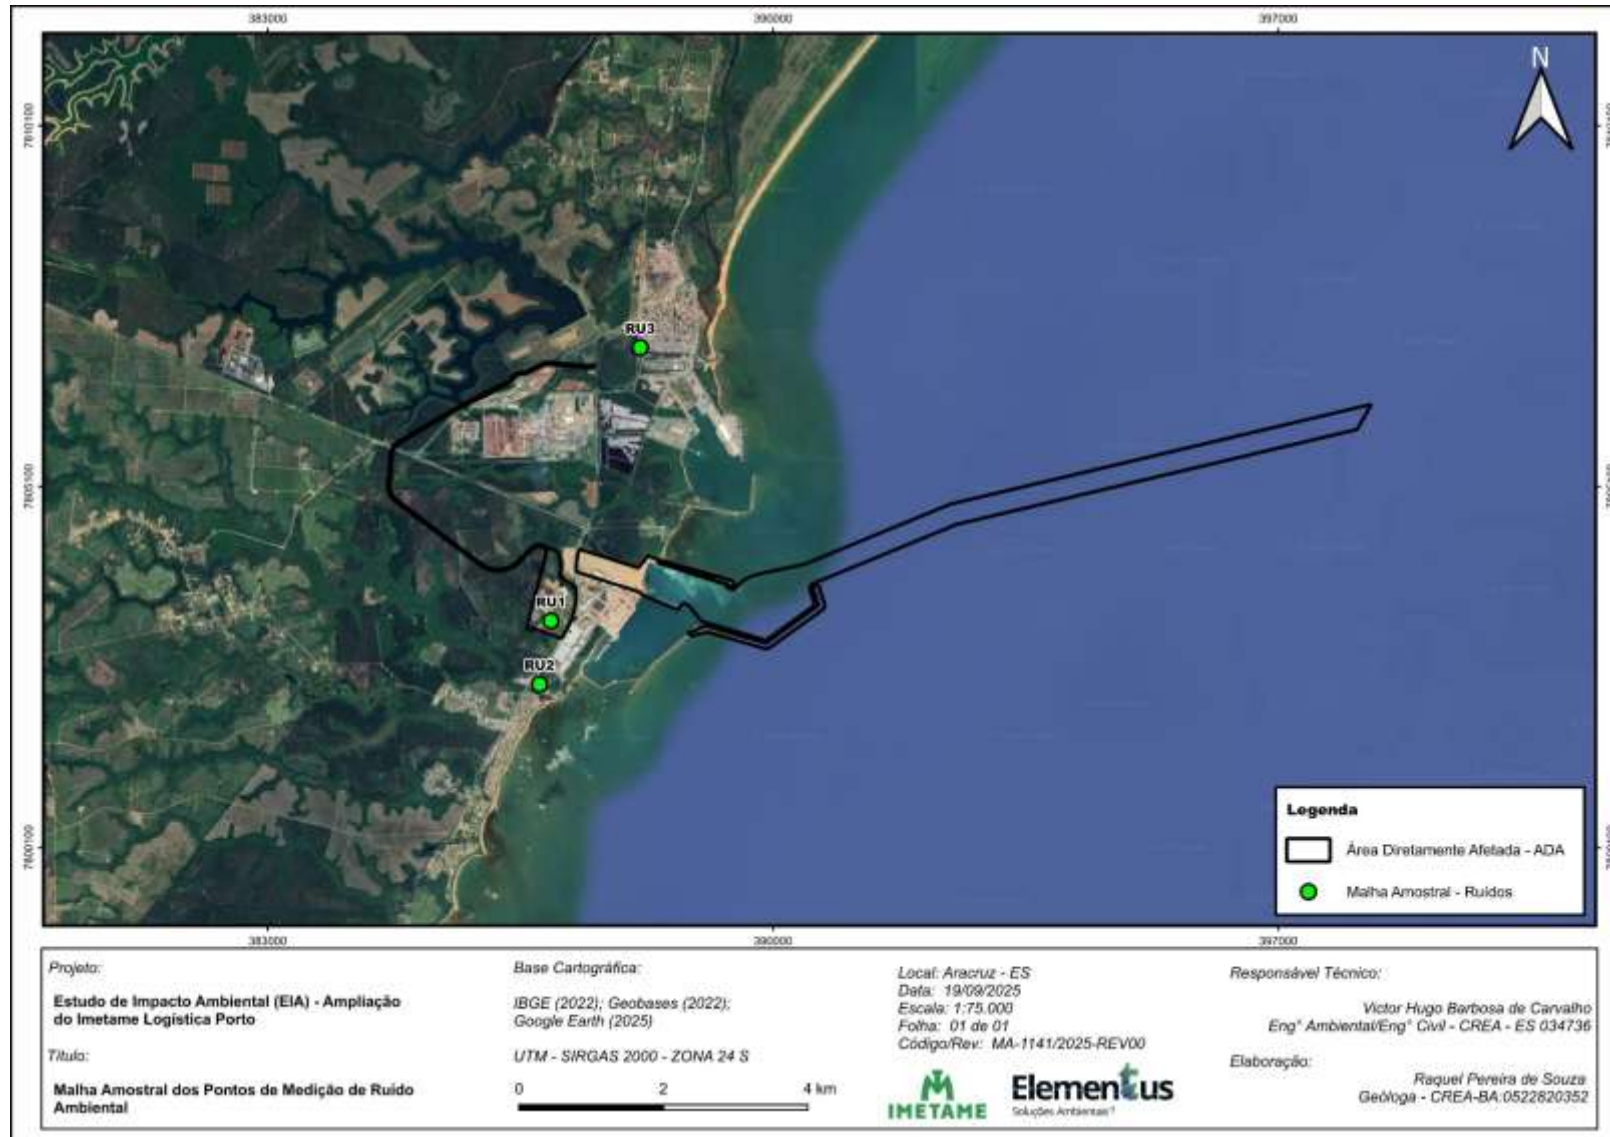 383000
390000
397000
N
7810100
RU3
7805100
RU1
RU2
7800100
Legenda
Área Diretamente Afetada - ADA
Malha Amostral - Ruídos
383000
390000
397000
Projeto:
Estudo de Impacto Ambiental (EIA) - Ampliação
do Imetame Logística Porto
Título:
Malha Amostral dos Pontos de Medição de Ruído
Ambiental
Base Cartográfica:
IBGE (2022); Geobases (2022);
Google Earth (2025)
UTM - SIRGAS 2000 - ZONA 24 S
0 2 4 km
Local: Aracruz - ES
Data: 19/09/2025
Escala: 1:75.000
Folha: 01 de 01
Código/Rev: MA-1141/2025-REV00
IMETAME
Elementus
Soluções Ambientais
Responsável Técnico:
Victor Hugo Barbosa de Carvalho
Eng° Ambiental/Eng° Civil - CREA - ES 034736
Elaboração:
Raquel Pereira de Souza
Geóloga - CREA-BA:0522820352